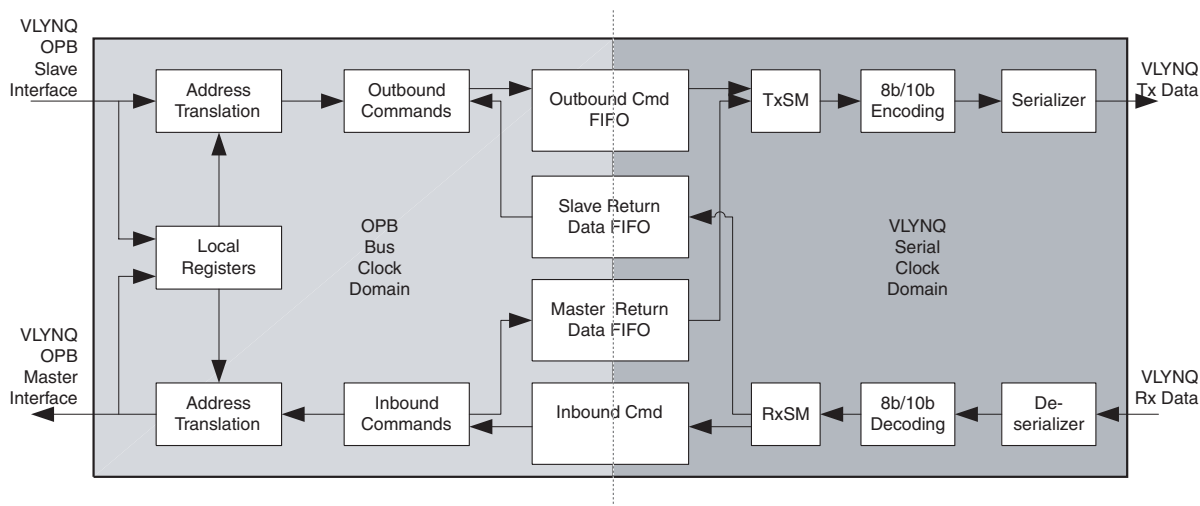 VLYNQ
OPB
Slave
Interface
Address
Translation
Outbound
Commands
Outbound Cmd
FIFO
TxSM
8b/10b
Encoding
Serializer
VLYNQ
Tx Data
Slave Return
Data FIFO
Local
Registers
OPB
Bus
Clock
Domain
VLYNQ
Serial
Clock
Domain
Master Return
Data FIFO
VLYNQ
OPB
Master
Interface
Address
Translation
Inbound
Commands
Inbound Cmd
RxSM
8b/10b
Decoding
De-
serializer
VLYNQ
Rx Data